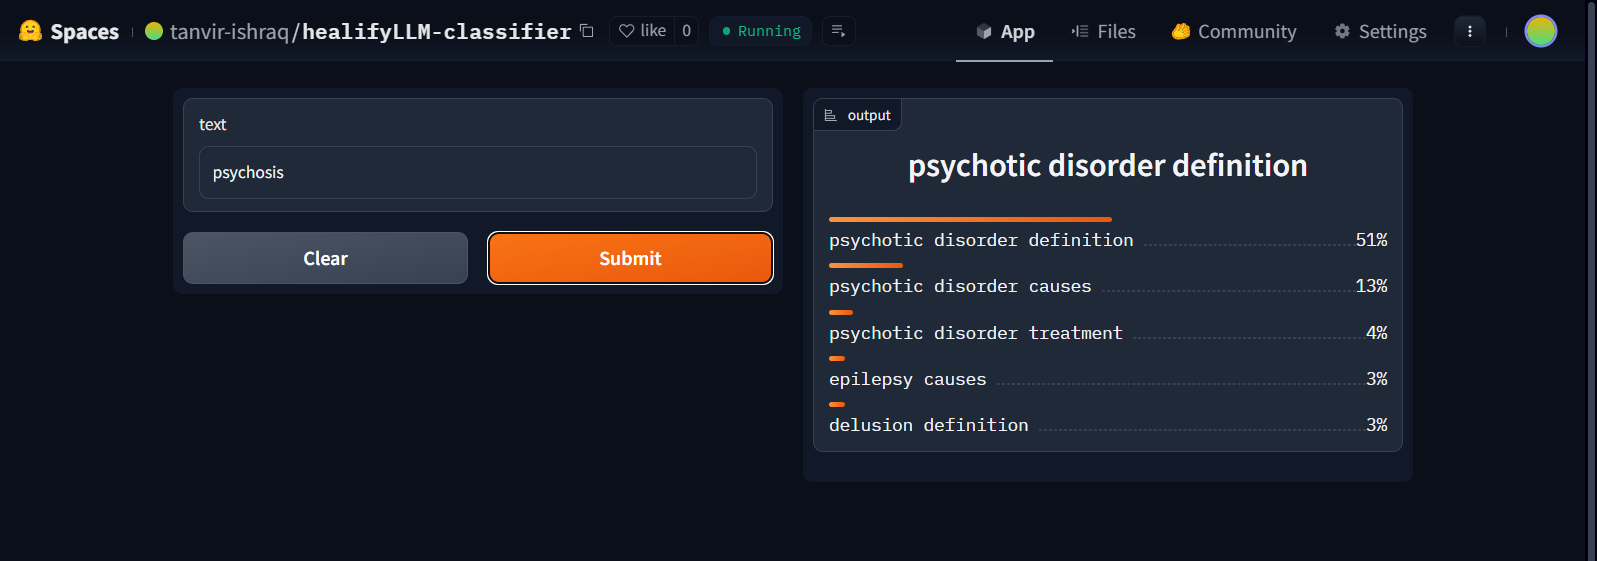 Spaces tanvir-ishraq/healifyLLM-classifier like 0 Running App Files Community Settings
text
psychosis
Clear Submit
output
psychotic disorder definition
psychotic disorder definition 51%
psychotic disorder causes 13%
psychotic disorder treatment 4%
epilepsy causes 3%
delusion definition 3%